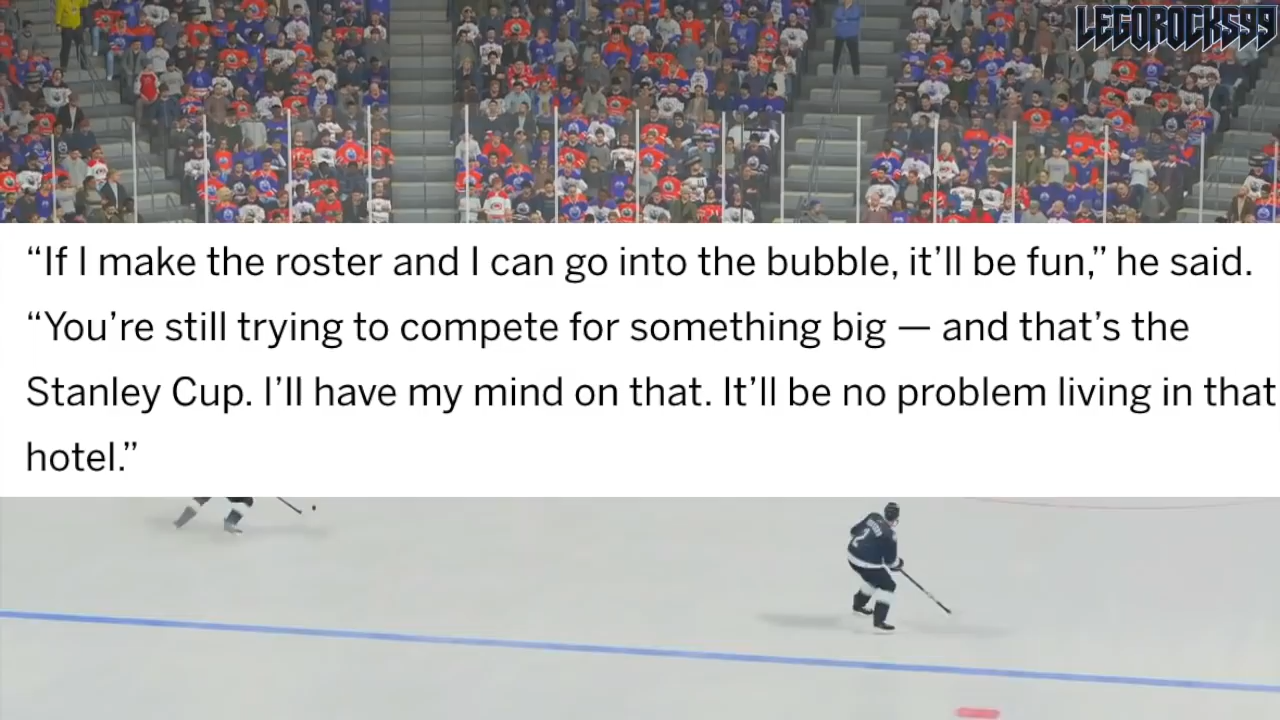 LEGOROCKS99
“If I make the roster and I can go into the bubble, it’ll be fun,” he said.
“You’re still trying to compete for something big — and that’s the
Stanley Cup. I’ll have my mind on that. It’ll be no problem living in that
hotel.”
2